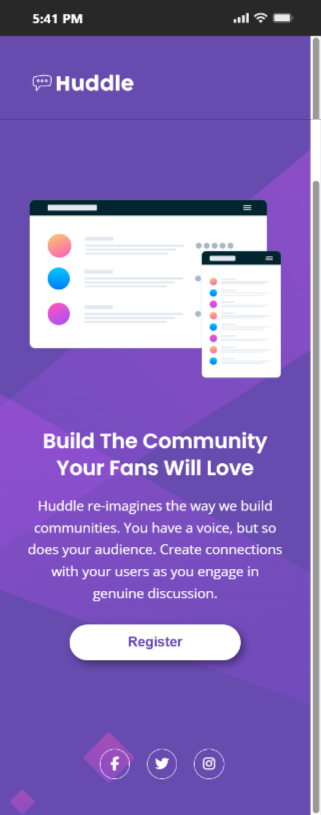 5:41 PM
Huddle
Build The Community
Your Fans Will Love
Huddle re-imagines the way we build
communities. You have a voice, but so
does your audience. Create connections
with your users as you engage in
genuine discussion.
Register